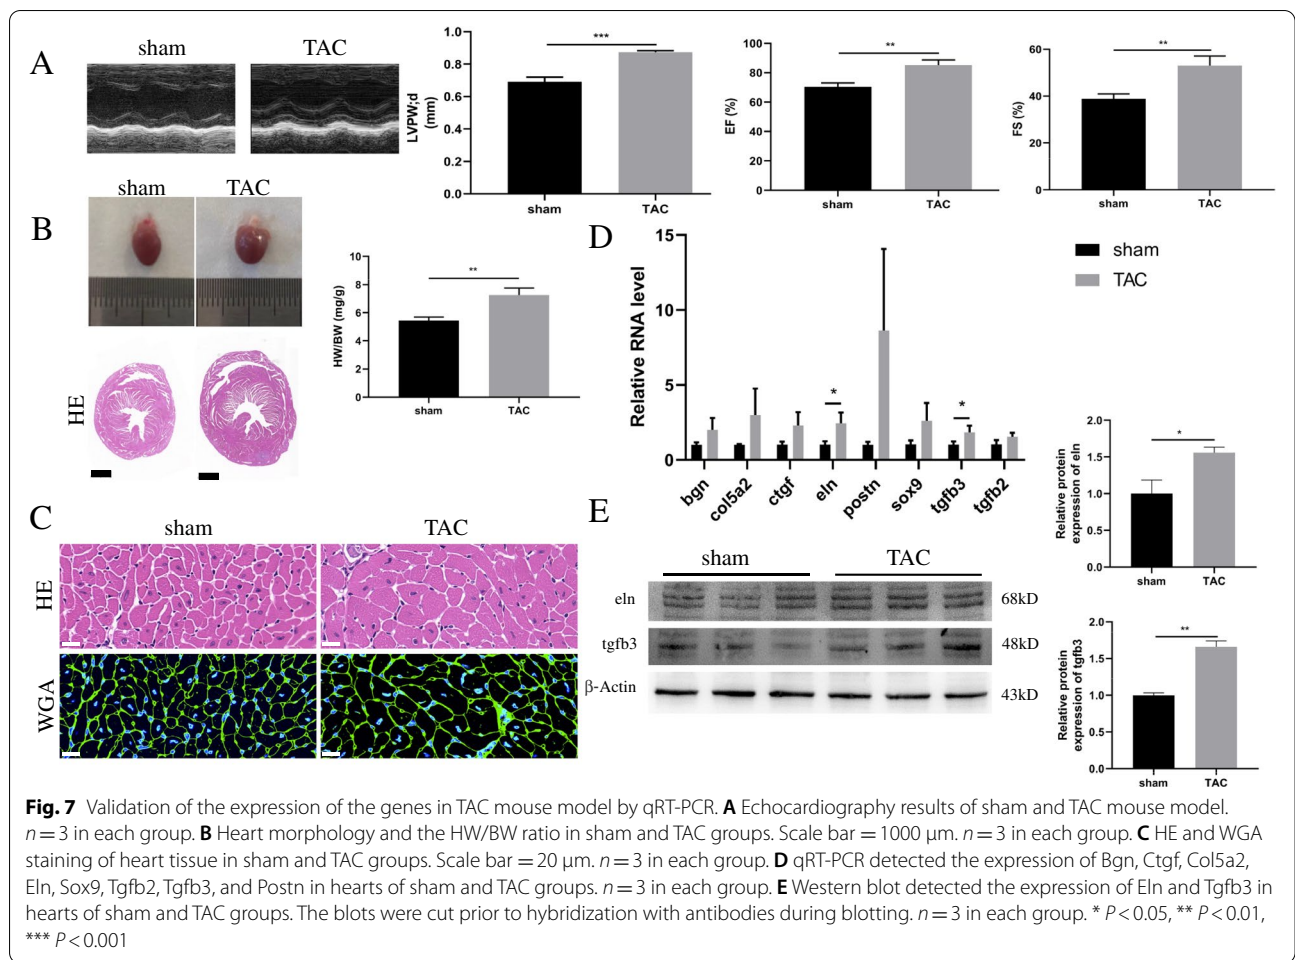 A
sham
TAC
LVPW;d
(mm)
1.0
0.8
0.6
0.4
0.2
0.0
***
sham
TAC
EF (%)
100
80
60
40
20
0
**
sham
TAC
FS (%)
60
40
20
0
**
sham
TAC
B
sham
TAC
HE
HW/BW (mg/g)
10
8
6
4
2
0
**
sham
TAC
D
Relative RNA level
15
10
5
0
*
*
bgn
col5a2
ctgf
eln
postn
sox9
tgfb3
tgfb2
sham
TAC
C
sham
TAC
HE
WGA
E
sham
TAC
eln
68kD
tgfb3
48kD
β-Actin
43kD
Relative protein
expression of eln
2.0
1.5
1.0
0.5
0.0
*
sham
TAC
Relative protein
expression of tgfb3
2.0
1.5
1.0
0.5
0.0
**
sham
TAC
Fig. 7 Validation of the expression of the genes in TAC mouse model by qRT-PCR. A Echocardiography results of sham and TAC mouse model.
n = 3 in each group. B Heart morphology and the HW/BW ratio in sham and TAC groups. Scale bar = 1000 μm. n = 3 in each group. C HE and WGA
staining of heart tissue in sham and TAC groups. Scale bar = 20 μm. n = 3 in each group. D qRT-PCR detected the expression of Bgn, Ctgf, Col5a2,
Eln, Sox9, Tgfb2, Tgfb3, and Postn in hearts of sham and TAC groups. n = 3 in each group. E Western blot detected the expression of Eln and Tgfb3 in
hearts of sham and TAC groups. The blots were cut prior to hybridization with antibodies during blotting. n = 3 in each group. * P < 0.05, ** P < 0.01,
*** P < 0.001